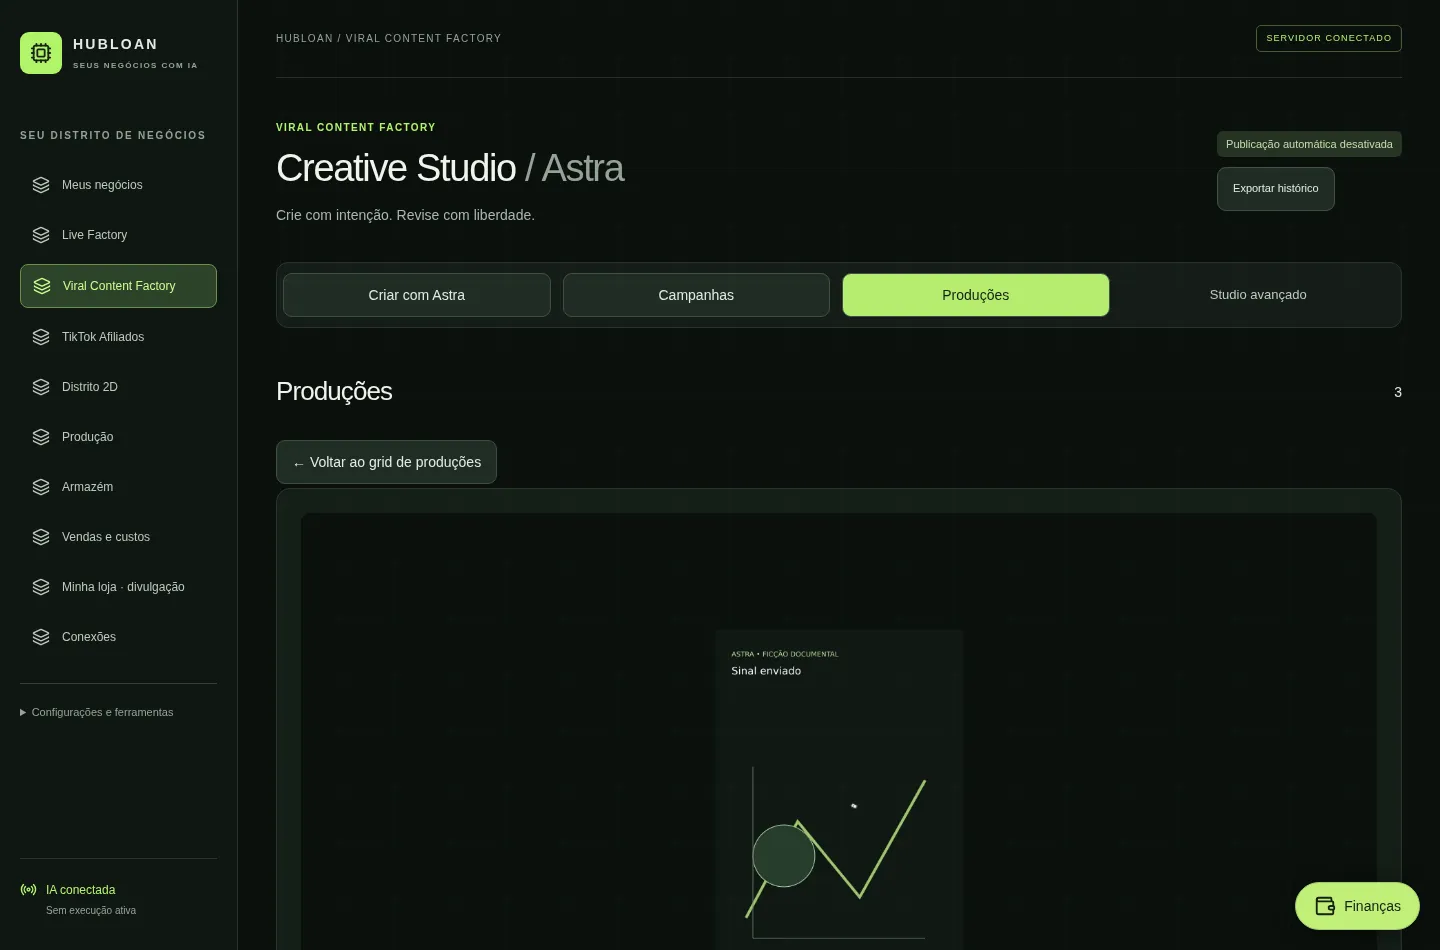 HUBLOAN
SEUS NEGÓCIOS COM IA
SEU DISTRITO DE NEGÓCIOS
Meus negócios
Live Factory
Viral Content Factory
TikTok Afiliados
Distrito 2D
Produção
Armazém
Vendas e custos
Minha loja · divulgação
Conexões
▶ Configurações e ferramentas
IA conectada
Sem execução ativa
HUBLOAN / VIRAL CONTENT FACTORY
SERVIDOR CONECTADO
VIRAL CONTENT FACTORY
Creative Studio / Astra
Crie com intenção. Revise com liberdade.
Publicação automática desativada
Exportar histórico
Criar com Astra
Campanhas
Produções
Studio avançado
Produções
3
← Voltar ao grid de produções
ASTRA • FICÇÃO DOCUMENTAL
Sinal enviado
Finanças